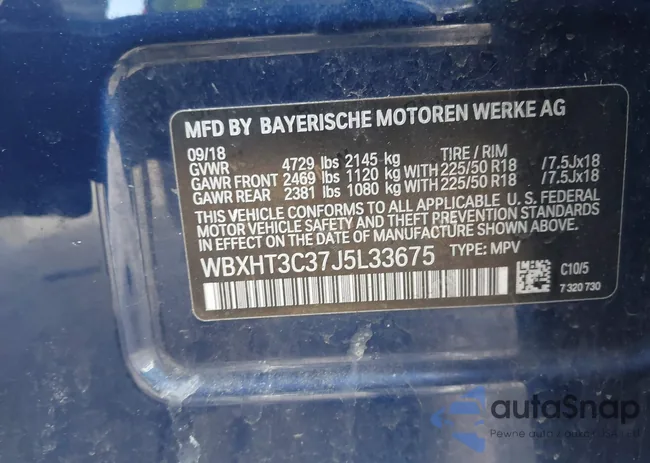 MFD BY BAYERISCHE MOTOREN WERKE AG
09/18 TIRE / RIM
GVWR 4729 lbs 2145 kg
GAWR FRONT 2469 lbs 1120 kg WITH 225/50 R18 /7.5Jx18
GAWR REAR 2381 lbs 1080 kg WITH 225/50 R18 /7.5Jx18
THIS VEHICLE CONFORMS TO ALL APPLICABLE U. S. FEDERAL
MOTOR VEHICLE SAFETY AND THEFT PREVENTION STANDARDS
IN EFFECT ON THE DATE OF MANUFACTURE SHOWN ABOVE.
WBXHT3C37J5L33675 TYPE: MPV
C10/5
7 320 730
autoSnap
Pewne auta